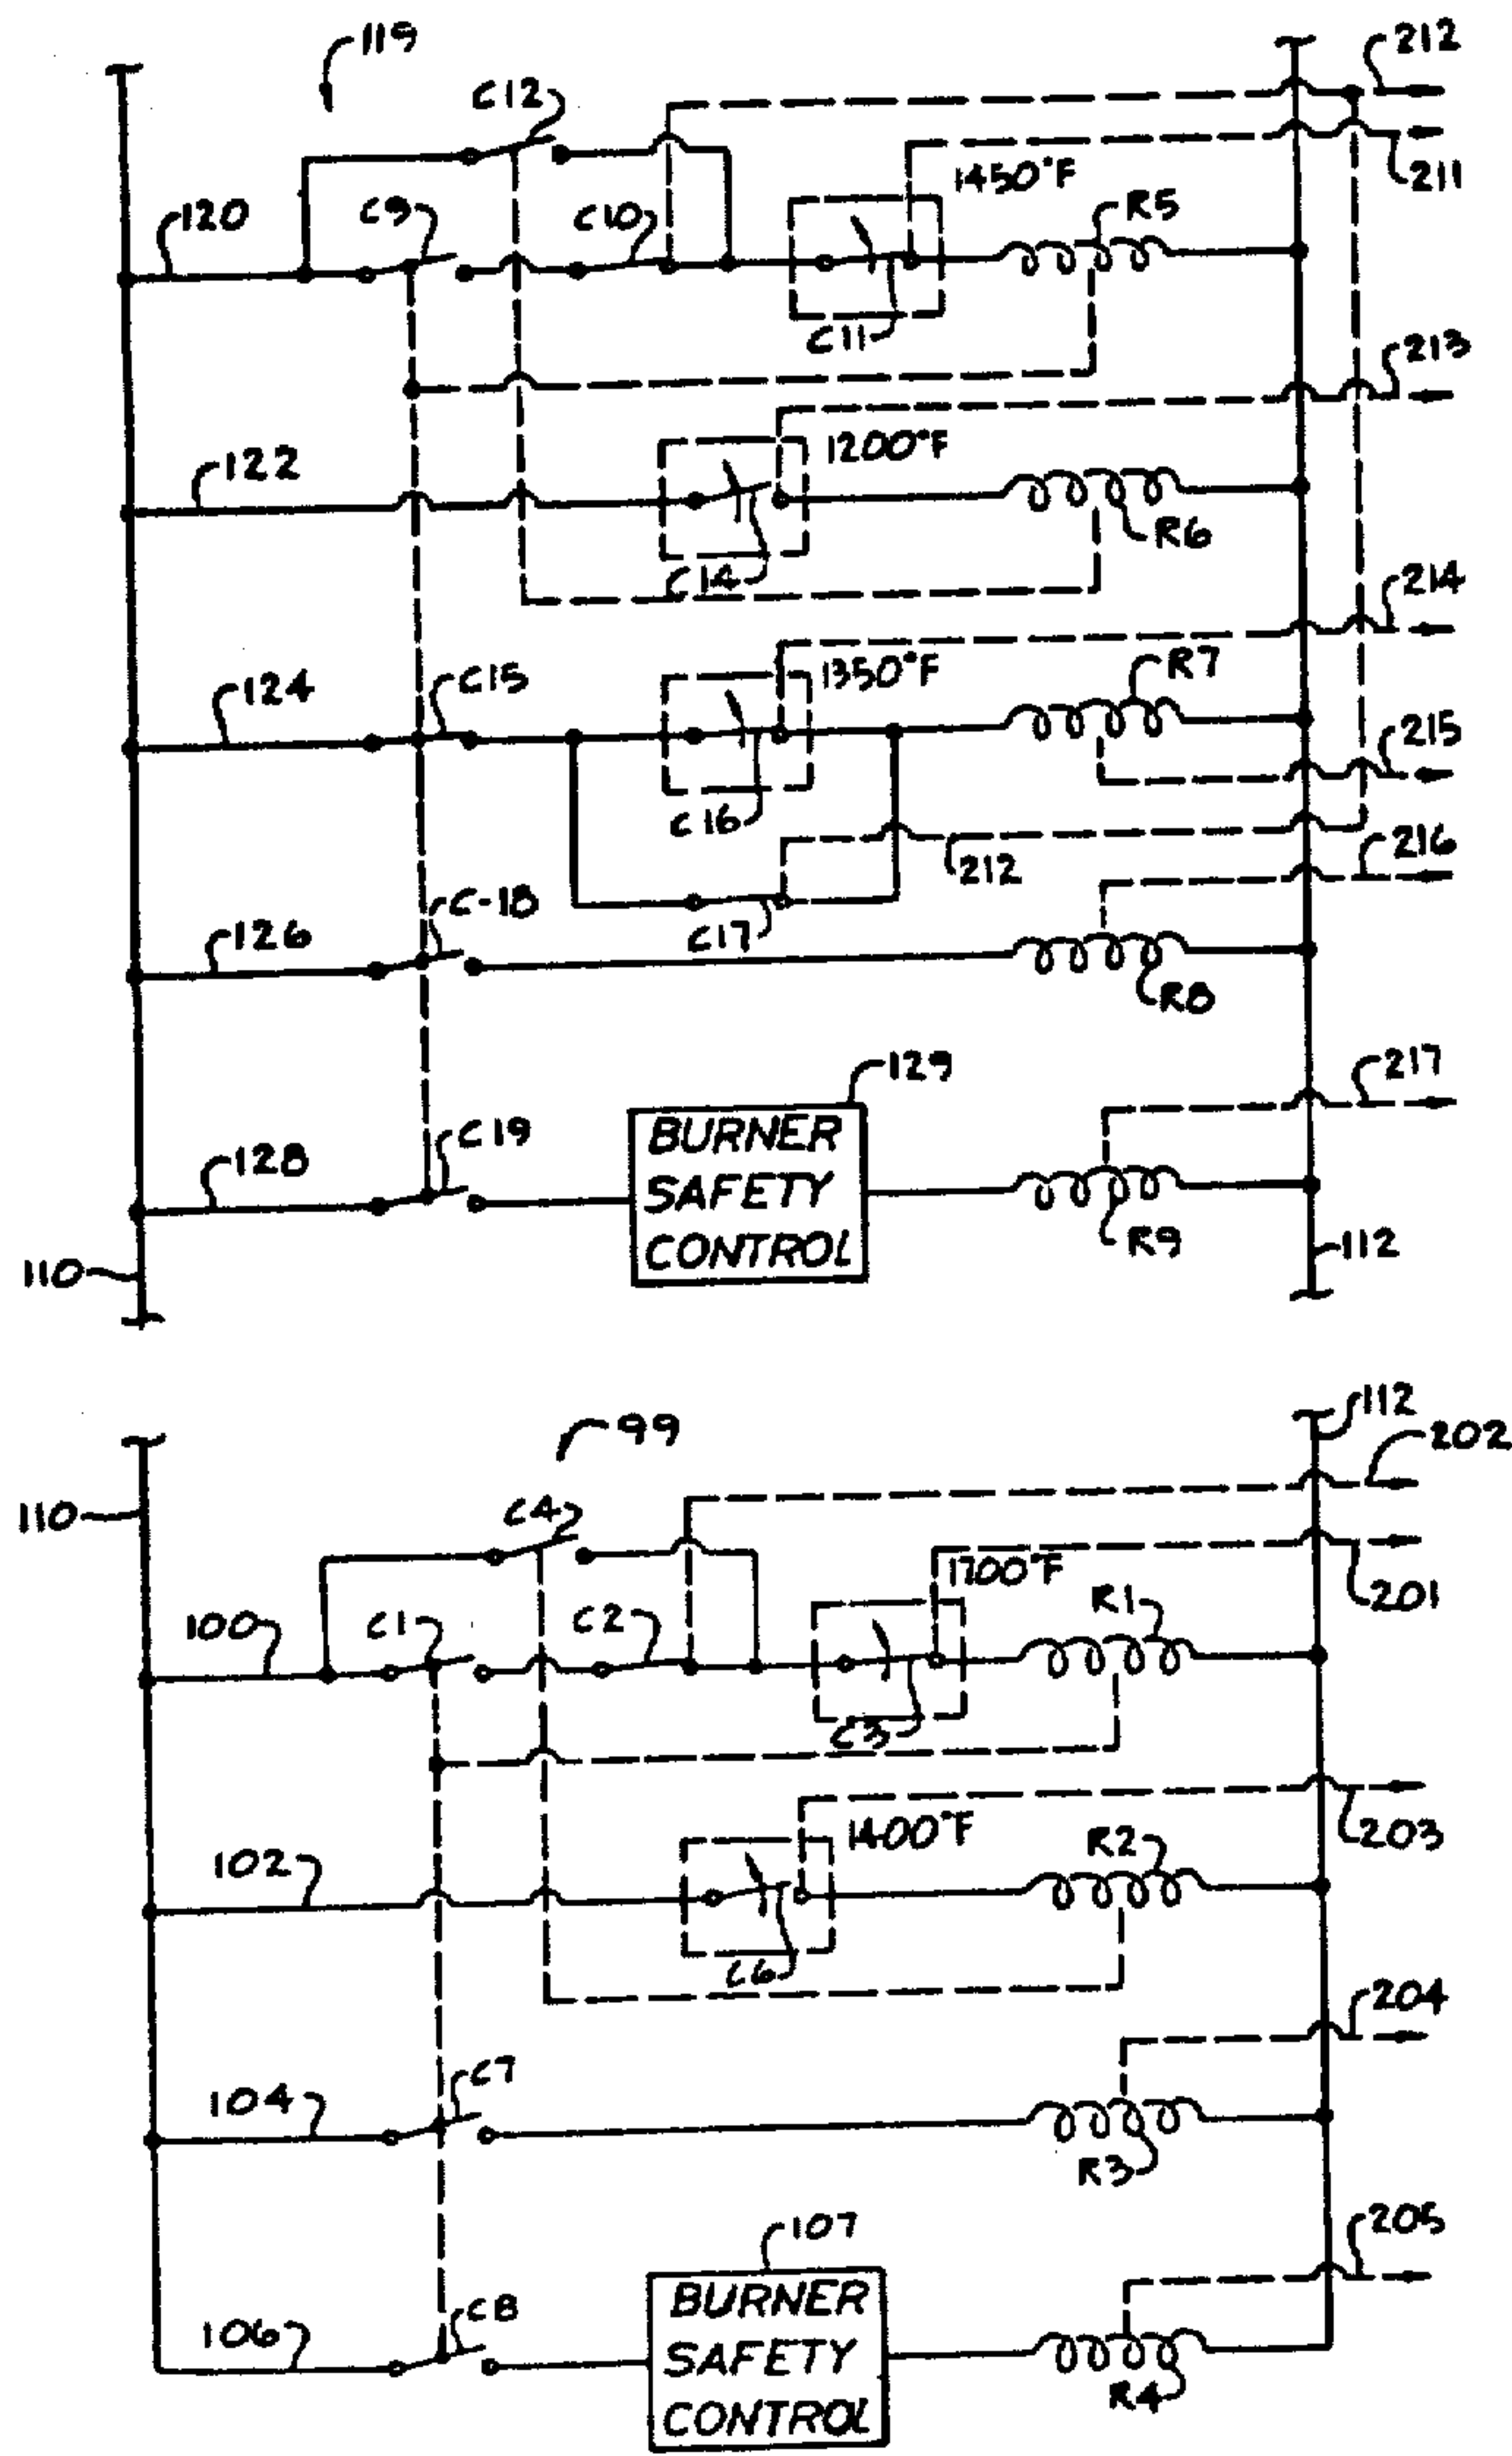 119
212
C12
1450°F
211
120
C9
C10
R5
C11
213
122
1200°F
R6
C14
214
124
C15
1350°F
R7
215
C16
212
216
126
C-18
C17
R8
129
217
128
C19
BURNER
SAFETY
CONTROL
R9
110
112
99
112
202
110
C4
1700°F
201
100
C1
C2
R1
C3
203
102
1400°F
R2
C6
204
104
C7
R3
107
205
106
C8
BURNER
SAFETY
CONTROL
R4